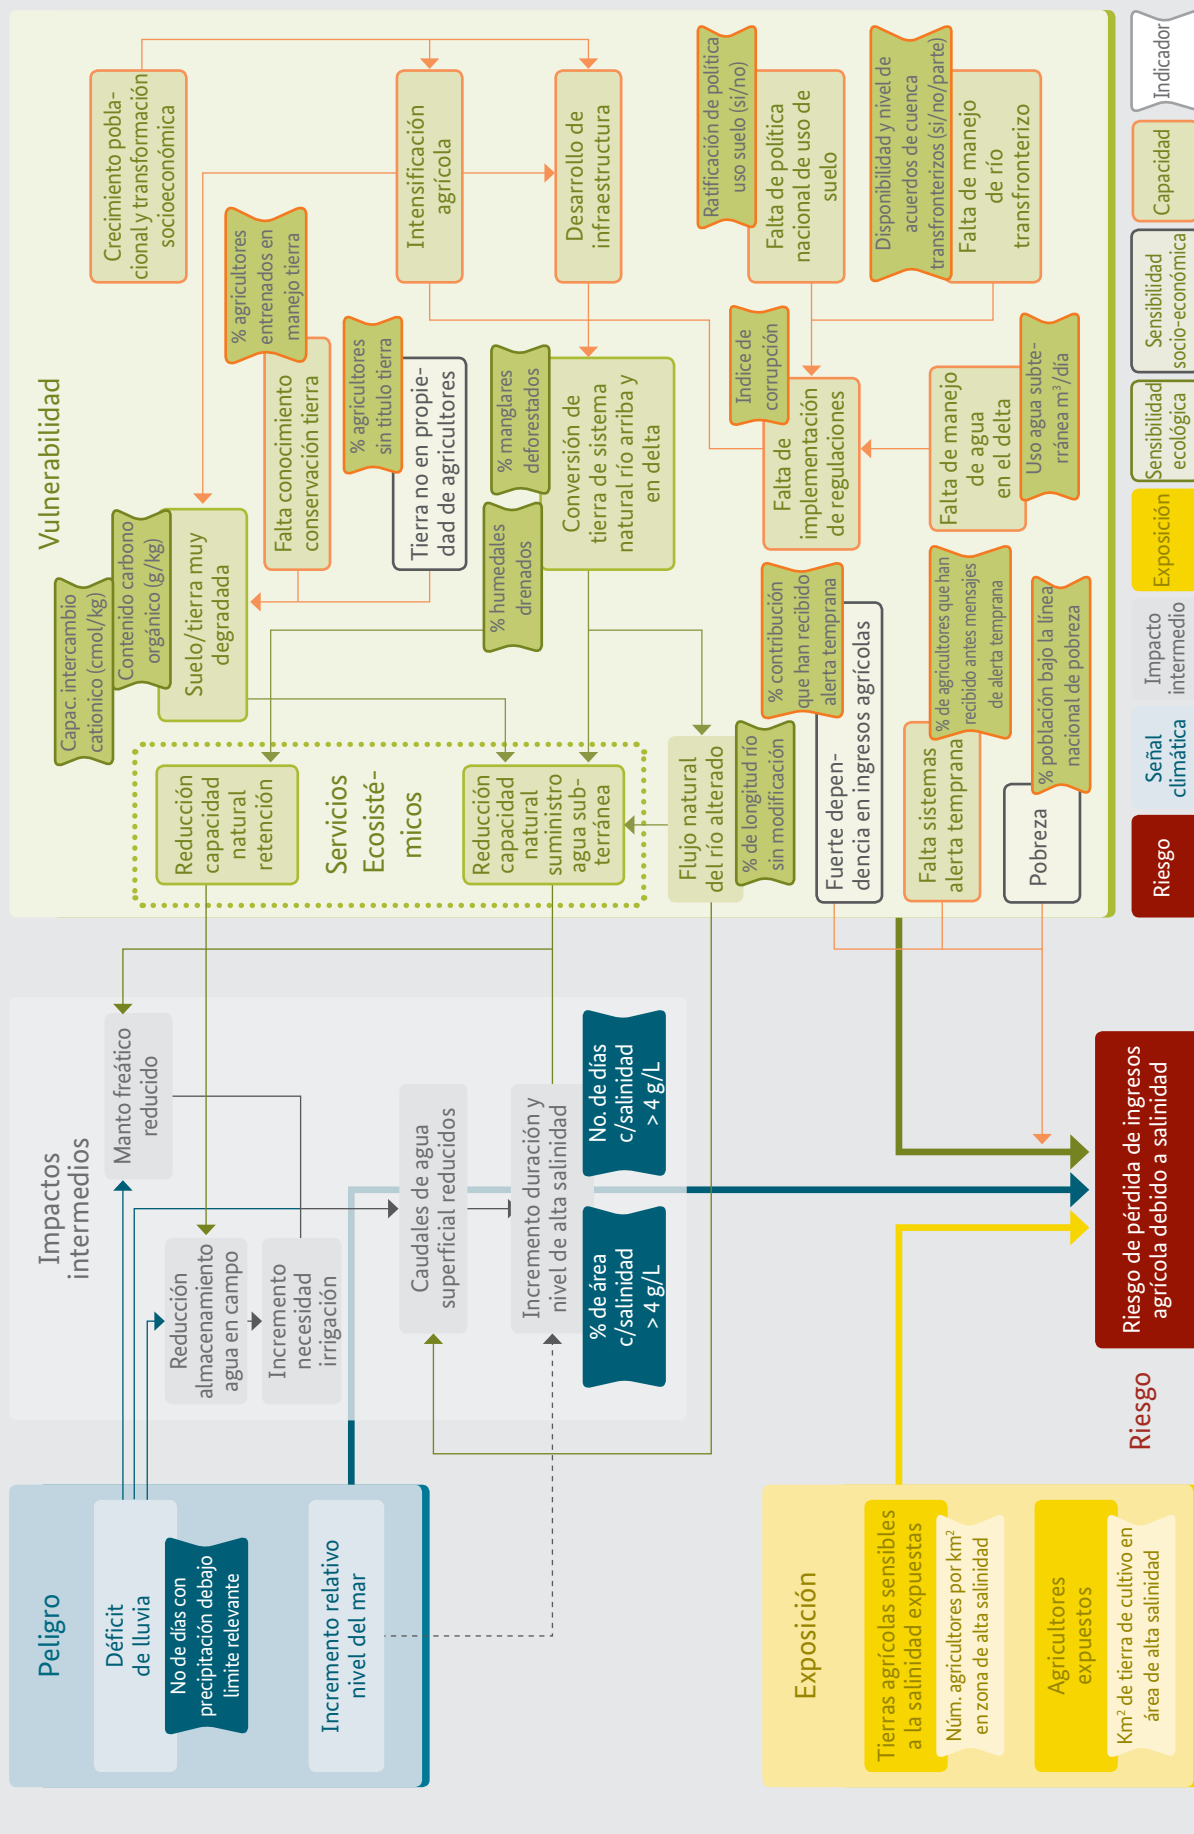 Peligro
Déficit
de lluvia
No de días con
precipitación debajo
limite relevante
Incremento relativo
nivel del mar
Impactos
intermedios
Manto freático
reducido
Reducción
almacenamiento
agua en campo
Incremento
necesidad
irrigación
Caudales de agua
superficial reducidos
Incremento duración y
nivel de alta salinidad
% de área
c/salinidad
> 4 g/L
No. de días
c/salinidad
> 4 g/L
Vulnerabilidad
Capac. intercambio
cationico (cmol/kg)
Contenido carbono
orgánico (g/kg)
Suelo/tierra muy
degradada
Reducción
capacidad
natural
retención
Servicios
Ecosisté-
micos
Reducción
capacidad
natural
suministro
agua sub-
terránea
Crecimiento pobla-
cional y transformación
socioeconómica
% agricultores
entrenados en
manejo tierra
Falta conocimiento
conservación tierra
% agricultores
sin titulo tierra
Tierra no en propie-
dad de agricultores
Intensificación
agrícola
Desarrollo de
infraestructura
% manglares
deforestados
% humedales
drenados
Conversión de
tierra de sistema
natural río arriba y
en delta
Flujo natural
del río alterado
% de longitud río
sin modificación
Ratificación de política
uso suelo (si/no)
Falta de política
nacional de uso de
suelo
Indice de
corrupción
Falta de
implementación
de regulaciones
Disponibilidad y nivel de
acuerdos de cuenca
transfronterizos (si/no/parte)
Falta de manejo
de río
transfronterizo
Falta de manejo
de agua
en el delta
Uso agua subte-
rránea m³/día
% contribución
que han recibido
alerta temprana
Fuerte depen-
dencia en ingresos agrícolas
% de agricultores que han
recibido antes mensajes
de alerta temprana
Falta sistemas
alerta temprana
% población bajo la línea
nacional de pobreza
Pobreza
Exposición
Tierras agrícolas sensibles
a la salinidad expuestas
Núm. agricultores por km²
en zona de alta salinidad
Agricultores
expuestos
Km² de tierra de cultivo en
área de alta salinidad
Riesgo
Riesgo de pérdida de ingresos
agrícola debido a salinidad
Riesgo
Señal
climática
Impacto
intermedio
Exposición
Sensibilidad
ecológica
Sensibilidad
socio-económica
Capacidad
Indicador